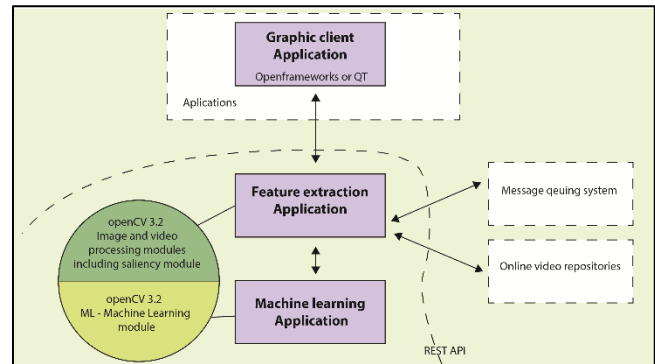 Graphic client
Application
Openframeworks or QT
Aplications
Feature extraction
Application
Message qeuing system
openCV 3.2
Image and video
processing modules
including saliency module
Online video repositories
openCV 3.2
ML - Machine Learning
module
Machine learning
Application
REST API